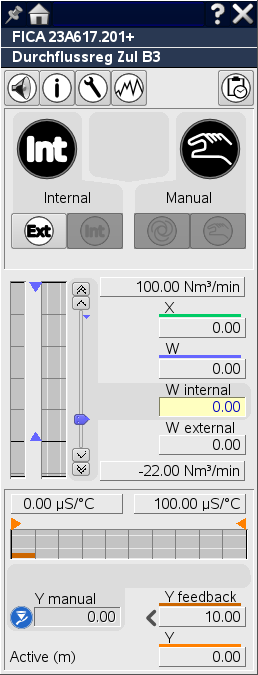 FICA 23A617.201+
Durchflussreg Zul B3
Int
Internal Manual
Ext Int
100.00 Nm³/min
X
0.00
W
0.00
W internal
0.00
W external
0.00
-22.00 Nm³/min
0.00 µS/°C 100.00 µS/°C
Y manual Y feedback
0.00 10.00
Y
Active (m) 0.00